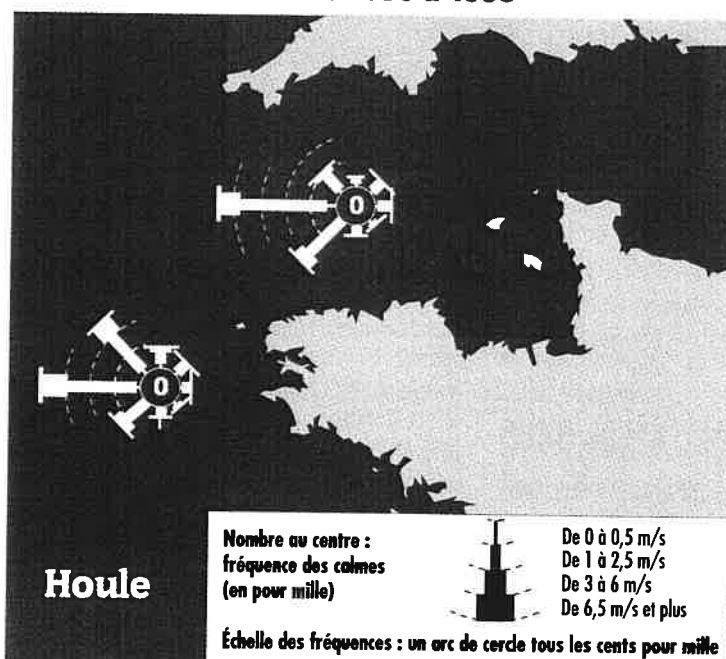 0
0
Houle
Nombre au centre :
fréquence des calmes
(en pour mille)
De 0 à 0,5 m/s
De 1 à 2,5 m/s
De 3 à 6 m/s
De 6,5 m/s et plus
Échelle des fréquences : un arc de cercle tous les cents pour mille